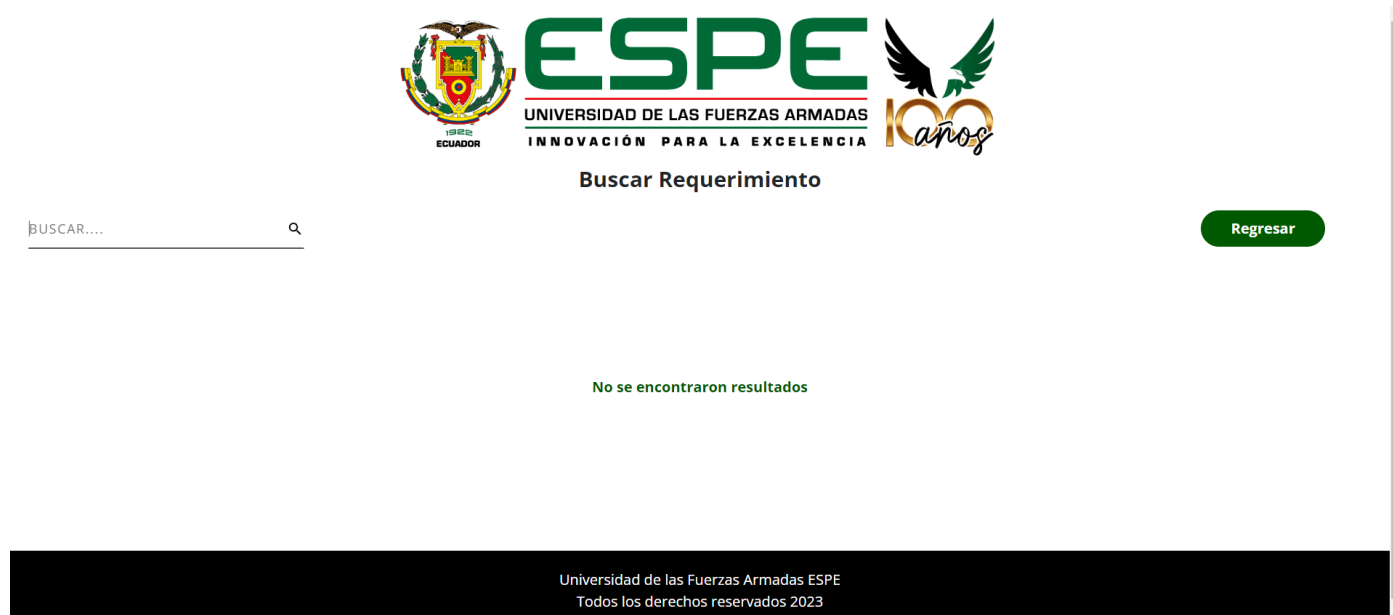 ESPE
UNIVERSIDAD DE LAS FUERZAS ARMADAS
INNOVACIÓN PARA LA EXCELENCIA
1922
ECUADOR
100
años
Buscar Requerimiento
BUSCAR....
Regresar
No se encontraron resultados
Universidad de las Fuerzas Armadas ESPE
Todos los derechos reservados 2023